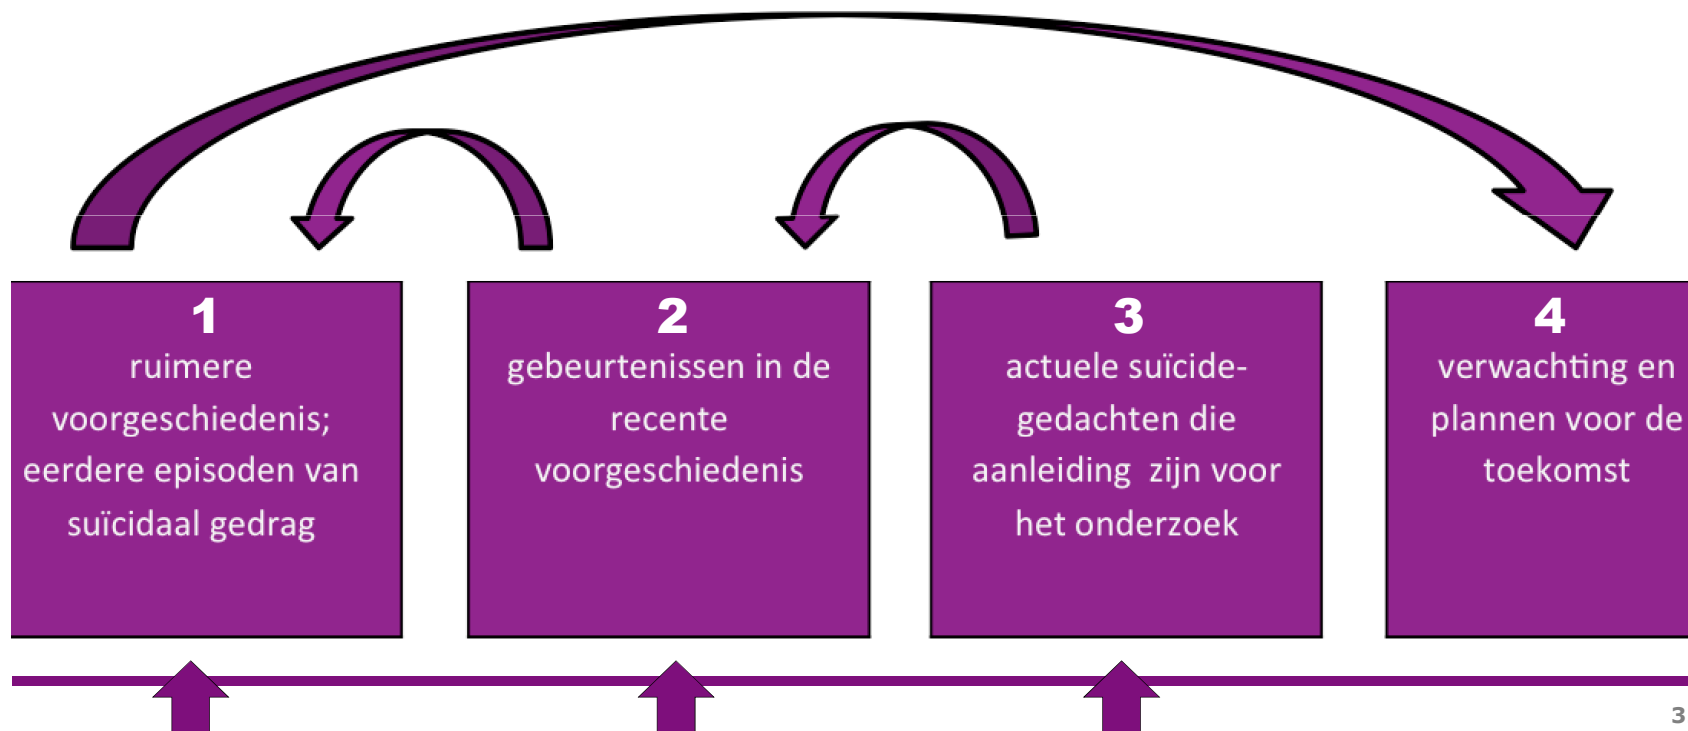 1
ruimere
voorgeschiedenis;
eerdere episoden van
suïcidaal gedrag
2
gebeurtenissen in de
recente
voorgeschiedenis
3
actuele suïcide-
gedachten die
aanleiding  zijn voor
het onderzoek
4
verwachting en
plannen voor de
toekomst
3